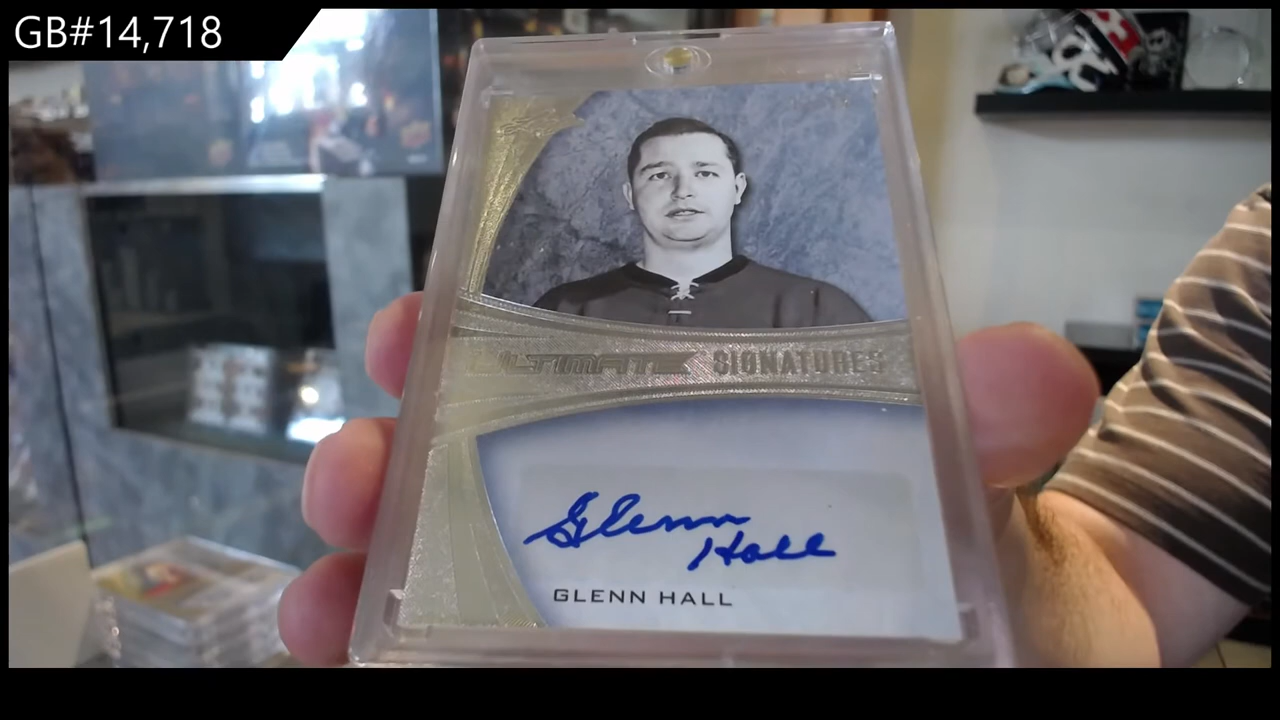 GB#14,718
ULTIMATE SIGNATURES
Glenn
Hall
GLENN HALL